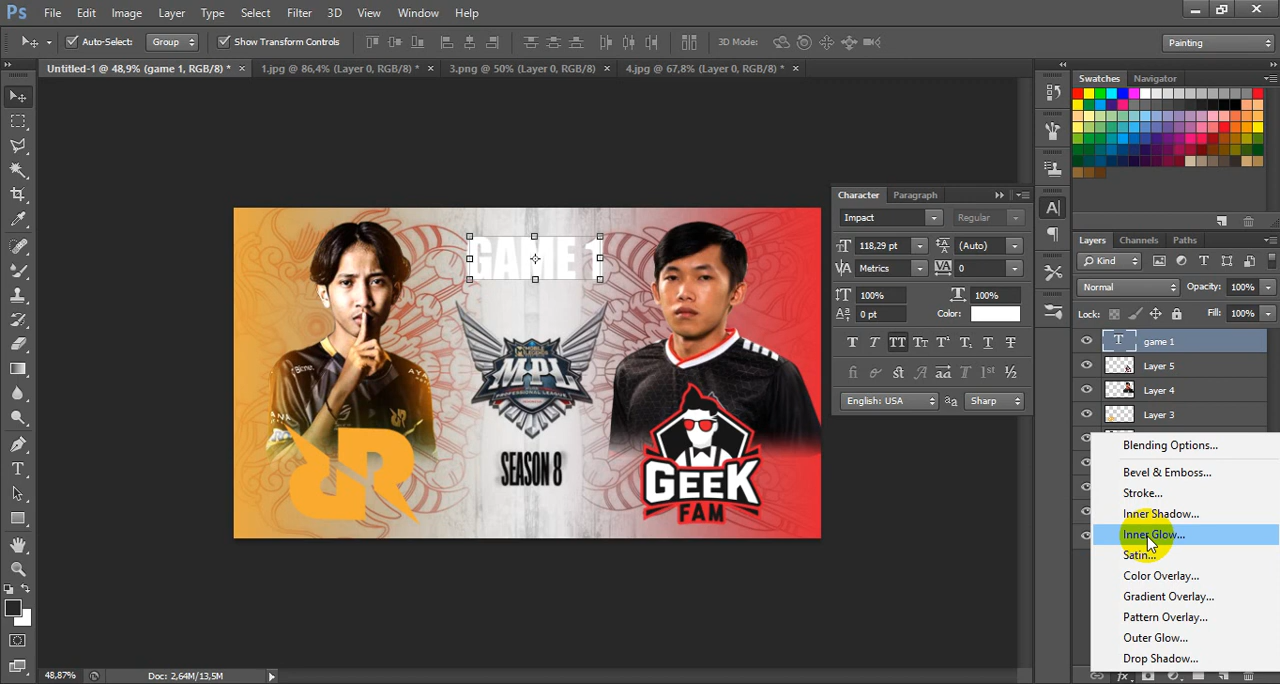 Ps File Edit Image Layer Type Select Filter 3D View Window Help
Auto-Select: Group Show Transform Controls 3D Mode: Painting
Untitled-1 @ 48,9% (game 1, RGB/8) * × 1.jpg @ 86,4% (Layer 0, RGB/8) * × 3.png @ 50% (Layer 0, RGB/8) × 4.jpg @ 67,8% (Layer 0, RGB/8) * ×
Swatches Navigator
Character Paragraph
Impact Regular
118,29 pt (Auto)
Metrics 0
100% 100%
0 pt Color:
English: USA Sharp
Layers Channels Paths
Kind
Normal Opacity: 100%
Lock: Fill: 100%
game 1
Layer 5
Layer 4
Layer 3
Blending Options...
Bevel & Emboss...
Stroke...
Inner Shadow...
Inner Glow...
Satin...
Color Overlay...
Gradient Overlay...
Pattern Overlay...
Outer Glow...
Drop Shadow...
GAME 1
MOBILE LEGENDS
MPL
PROFESSIONAL LEAGUE
SEASON 8
GEEK
FAM
48,87% Doc: 2,64M/13,5M